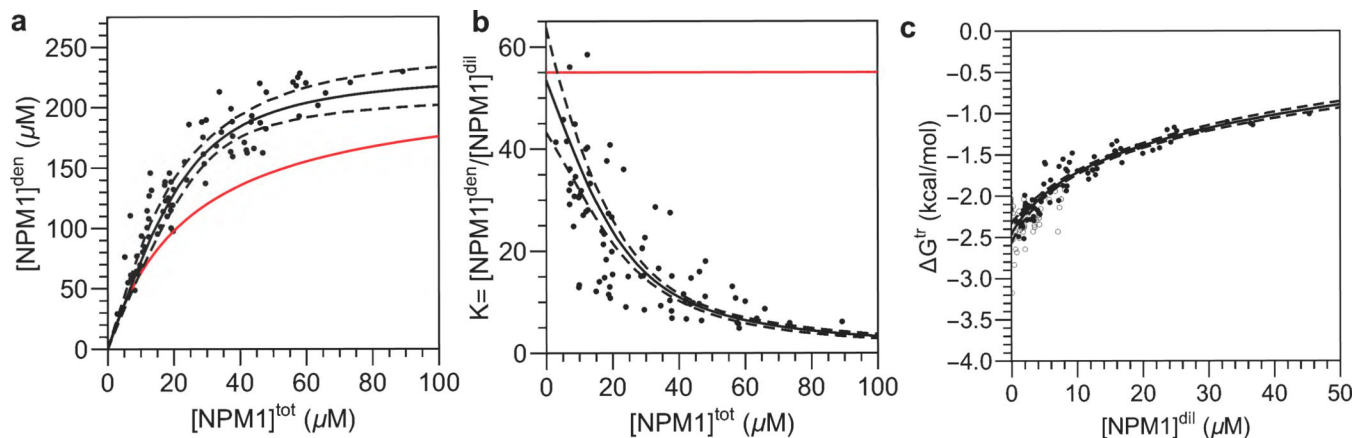 a
250
200
150
100
50
0
[NPM1]^den (µM)
0 20 40 60 80 100
[NPM1]^tot (µM)
b
60
40
20
0
K= [NPM1]^den/[NPM1]^dil
0 20 40 60 80 100
[NPM1]^tot (µM)
c
0.0
−0.5
−1.0
−1.5
−2.0
−2.5
−3.0
−3.5
−4.0
ΔG^tr (kcal/mol)
0 10 20 30 40 50
[NPM1]^dil (µM)